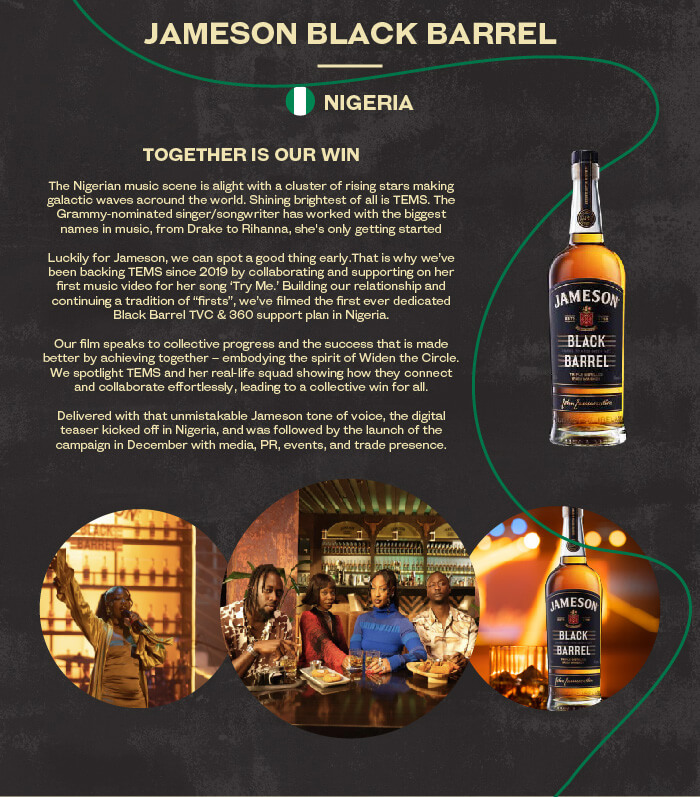 JAMESON BLACK BARREL
NIGERIA
TOGETHER IS OUR WIN
The Nigerian music scene is alight with a cluster of rising stars making
galactic waves acround the world. Shining brightest of all is TEMS. The
Grammy-nominated singer/songwriter has worked with the biggest
names in music, from Drake to Rihanna, she's only getting started
Luckily for Jameson, we can spot a good thing early.That is why we've
been backing TEMS since 2019 by collaborating and supporting on her
first music video for her song ‘Try Me.’ Building our relationship and
continuing a tradition of “firsts”, we've filmed the first ever dedicated
Black Barrel TVC & 360 support plan in Nigeria.
Our film speaks to collective progress and the success that is made
better by achieving together – embodying the spirit of Widen the Circle.
We spotlight TEMS and her real-life squad showing how they connect
and collaborate effortlessly, leading to a collective win for all.
Delivered with that unmistakable Jameson tone of voice, the digital
teaser kicked off in Nigeria, and was followed by the launch of the
campaign in December with media, PR, events, and trade presence.
JAMESON
BLACK
BARREL
TRIPLE DISTILLED
IRISH WHISKEY
BARREL
JAMESON
BLACK
BARREL